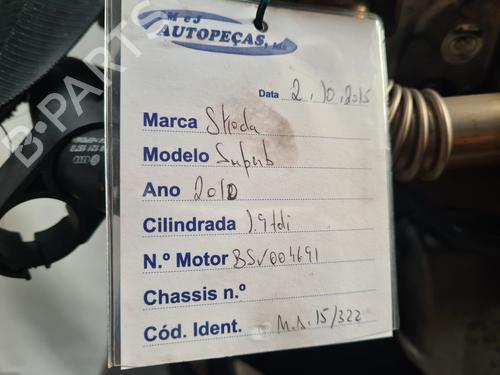 M e J
AUTOPEÇAS, Lda
Data 2.10.2015
Marca Skoda
Modelo Superb
Ano 2010
Cilindrada 1.9 tdi
N.º Motor BSV004691
Chassis n.º
Cód. Ident. M.A.15/322
B-PARTS